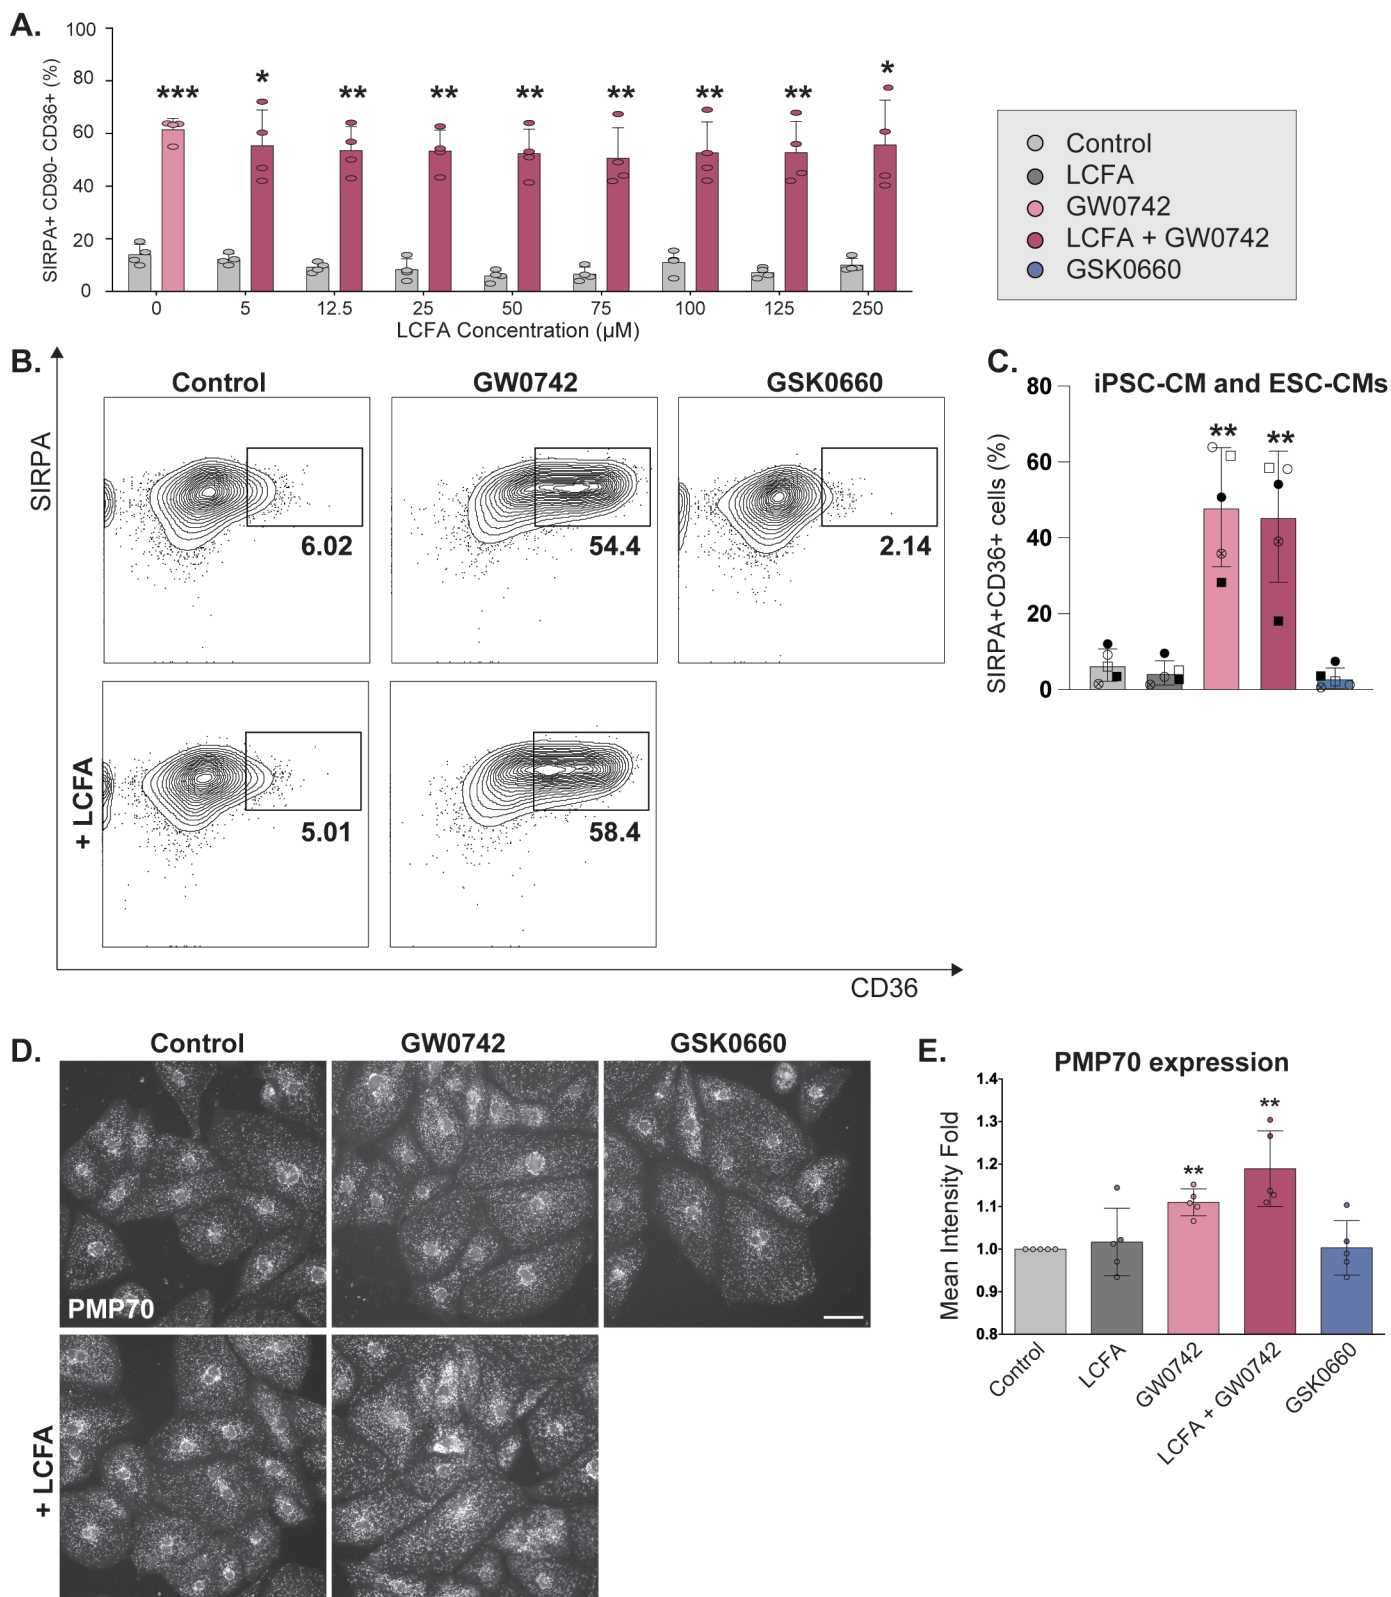 A.
SIRPA+ CD90- CD36+ (%)
100
80
60
40
20
0
*** * ** ** ** ** ** ** *
0 5 12.5 25 50 75 100 125 250
LCFA Concentration (µM)
Control
LCFA
GW0742
LCFA + GW0742
GSK0660
B.
Control GW0742 GSK0660
SIRPA
6.02 54.4 2.14
+ LCFA
5.01 58.4
CD36
C.
iPSC-CM and ESC-CMs
SIRPA+CD36+ cells (%)
80
60
40
20
0
** **
D.
Control GW0742 GSK0660
PMP70
+ LCFA
E.
PMP70 expression
Mean Intensity Fold
1.4
1.3
1.2
1.1
1.0
0.9
0.8
** **
Control
LCFA
GW0742
LCFA + GW0742
GSK0660